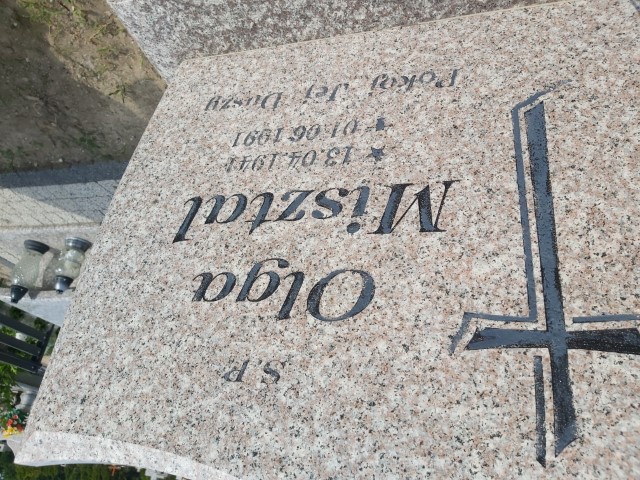 S.P.
Olga
Misztal
★ 13.04.1941
✝ 01.06.1991
Pokój Jej Duszy